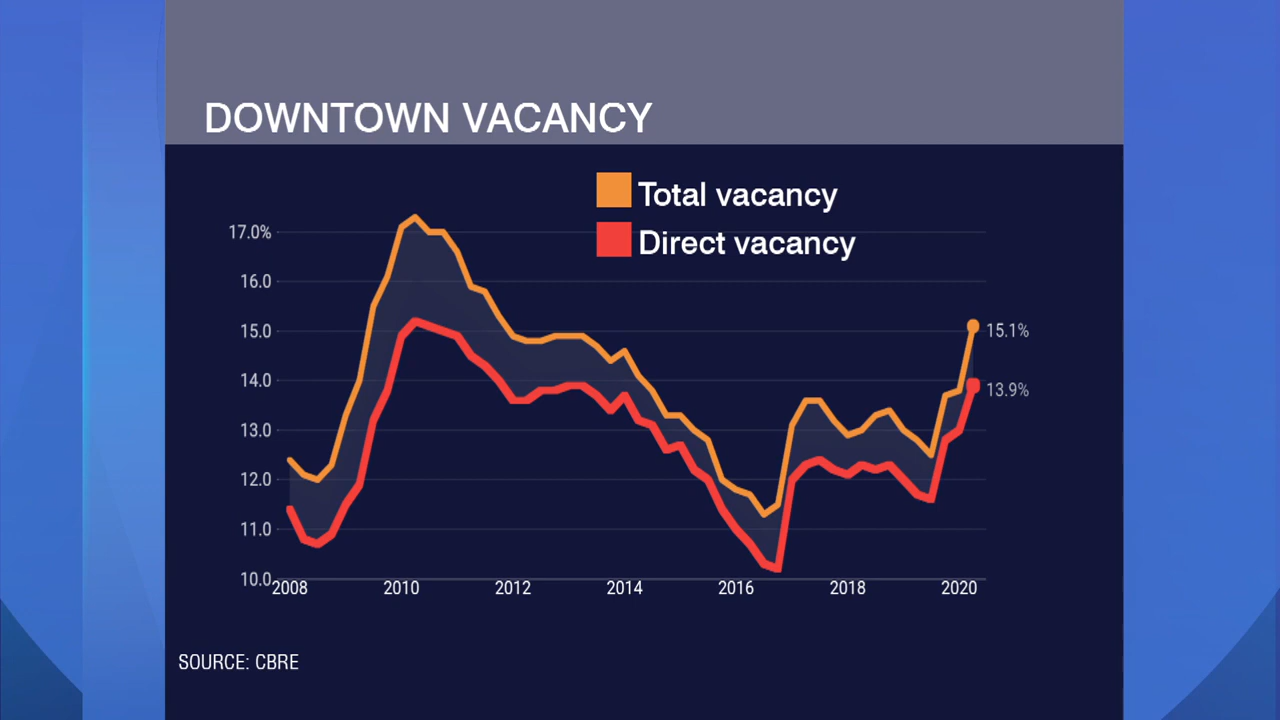 DOWNTOWN VACANCY
Total vacancy
Direct vacancy
17.0%
16.0
15.0
14.0
13.0
12.0
11.0
10.0
15.1%
13.9%
2008 2010 2012 2014 2016 2018 2020
SOURCE: CBRE